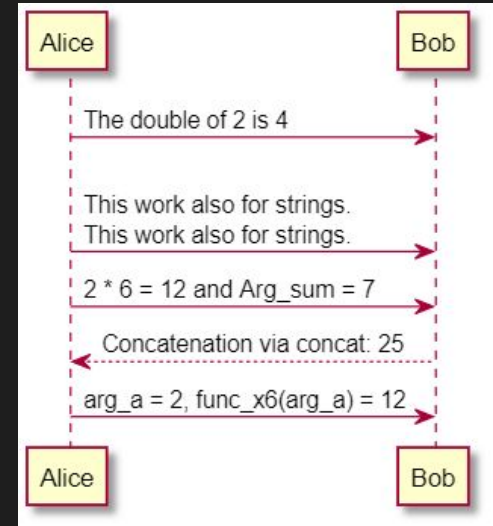 Alice Bob
The double of 2 is 4
This work also for strings.
This work also for strings.
2 * 6 = 12 and Arg_sum = 7
Concatenation via concat: 25
arg_a = 2, func_x6(arg_a) = 12
Alice Bob